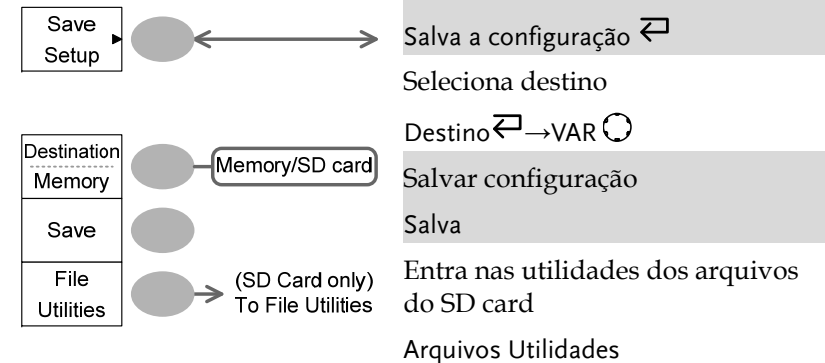 Save
Setup
Salva a configuração
Seleciona destino
Destino →VAR
Destination
Memory
Memory/SD card
Salvar configuração
Save
Salva
File
Utilities
(SD Card only)
To File Utilities
Entra nas utilidades dos arquivos
do SD card
Arquivos Utilidades